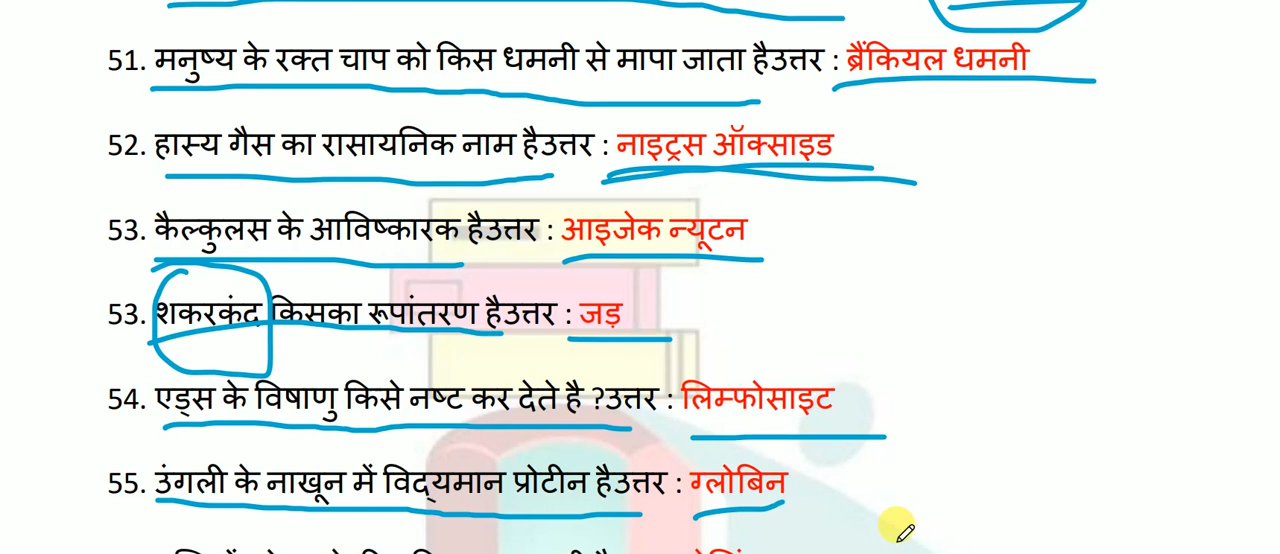 51. मनुष्य के रक्त चाप को किस धमनी से मापा जाता हैउत्तर : ब्रैंकियल धमनी
52. हास्य गैस का रासायनिक नाम हैउत्तर : नाइट्रस ऑक्साइड
53. कैल्कुलस के आविष्कारक हैउत्तर : आइजेक न्यूटन
53. शकरकंद किसका रूपांतरण हैउत्तर : जड़
54. एड्स के विषाणु किसे नष्ट कर देते है ?उत्तर : लिम्फोसाइट
55. उंगली के नाखून में विद्यमान प्रोटीन हैउत्तर : ग्लोबिन